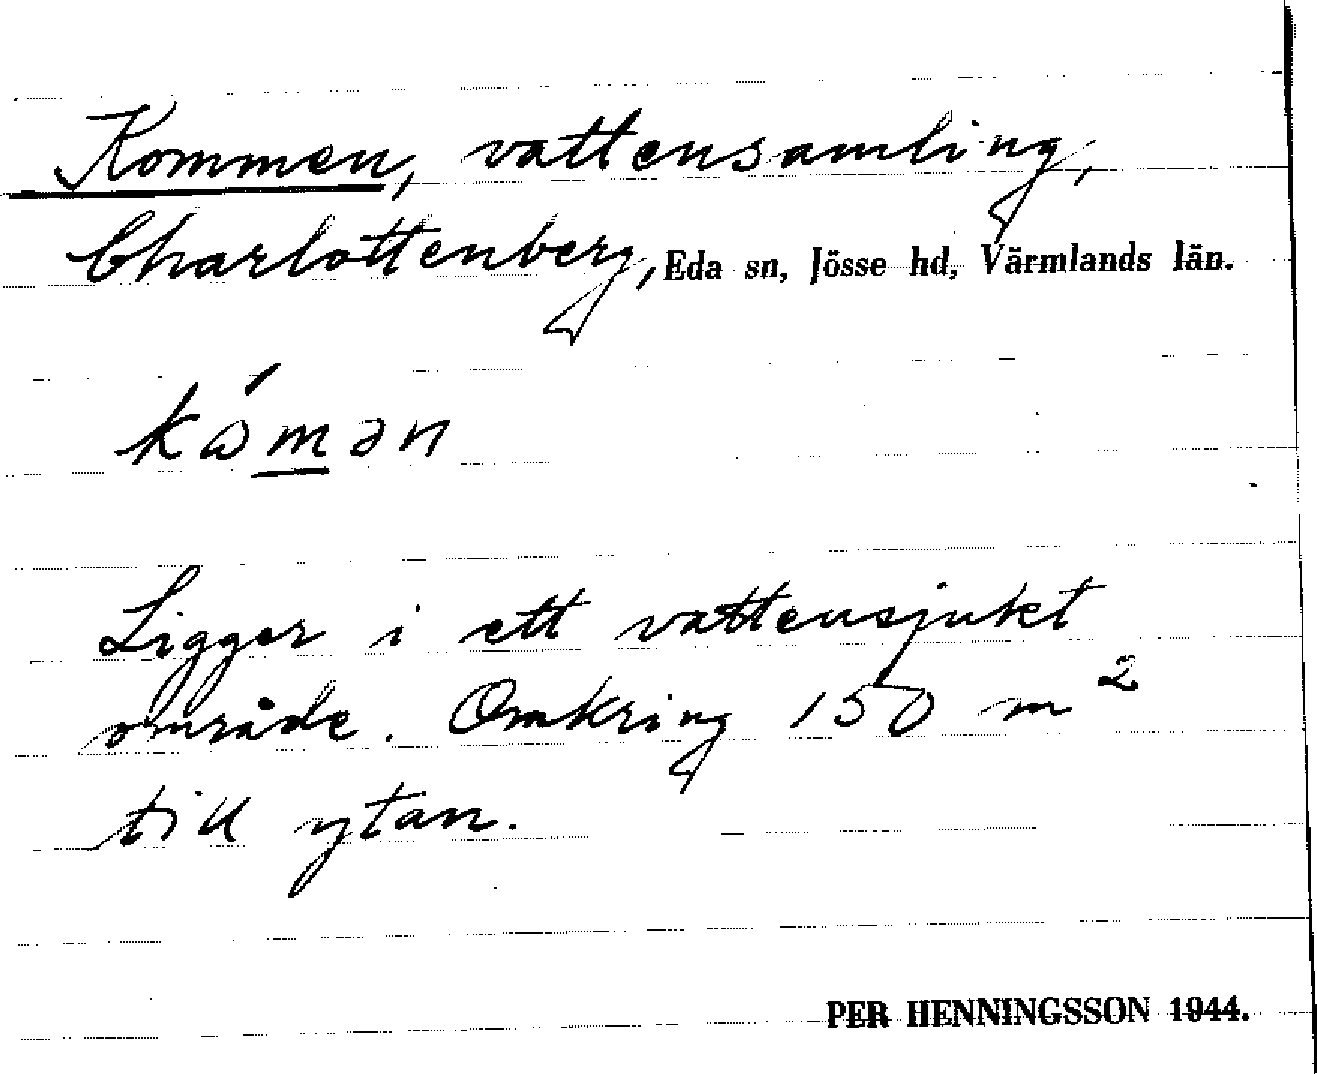 Kommen, vattensamling,
Charlottenberg, Eda sn, Jösse hd, Värmlands län.
kómən
Ligger i ett vattensjukt
område. Omkring 150 m²
till ytan.
PER HENNINGSSON 1944.